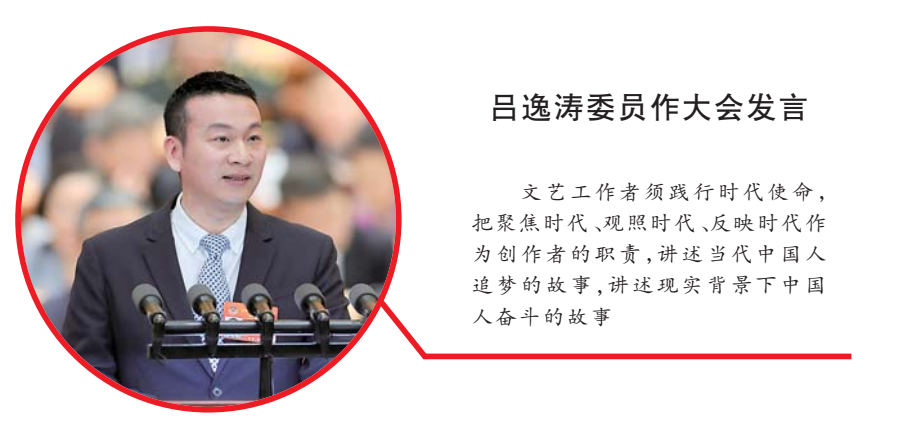 吕逸涛委员作大会发言
文艺工作者须践行时代使命，
把聚焦时代、观照时代、反映时代作
为创作者的职责，讲述当代中国人
追梦的故事，讲述现实背景下中国
人奋斗的故事